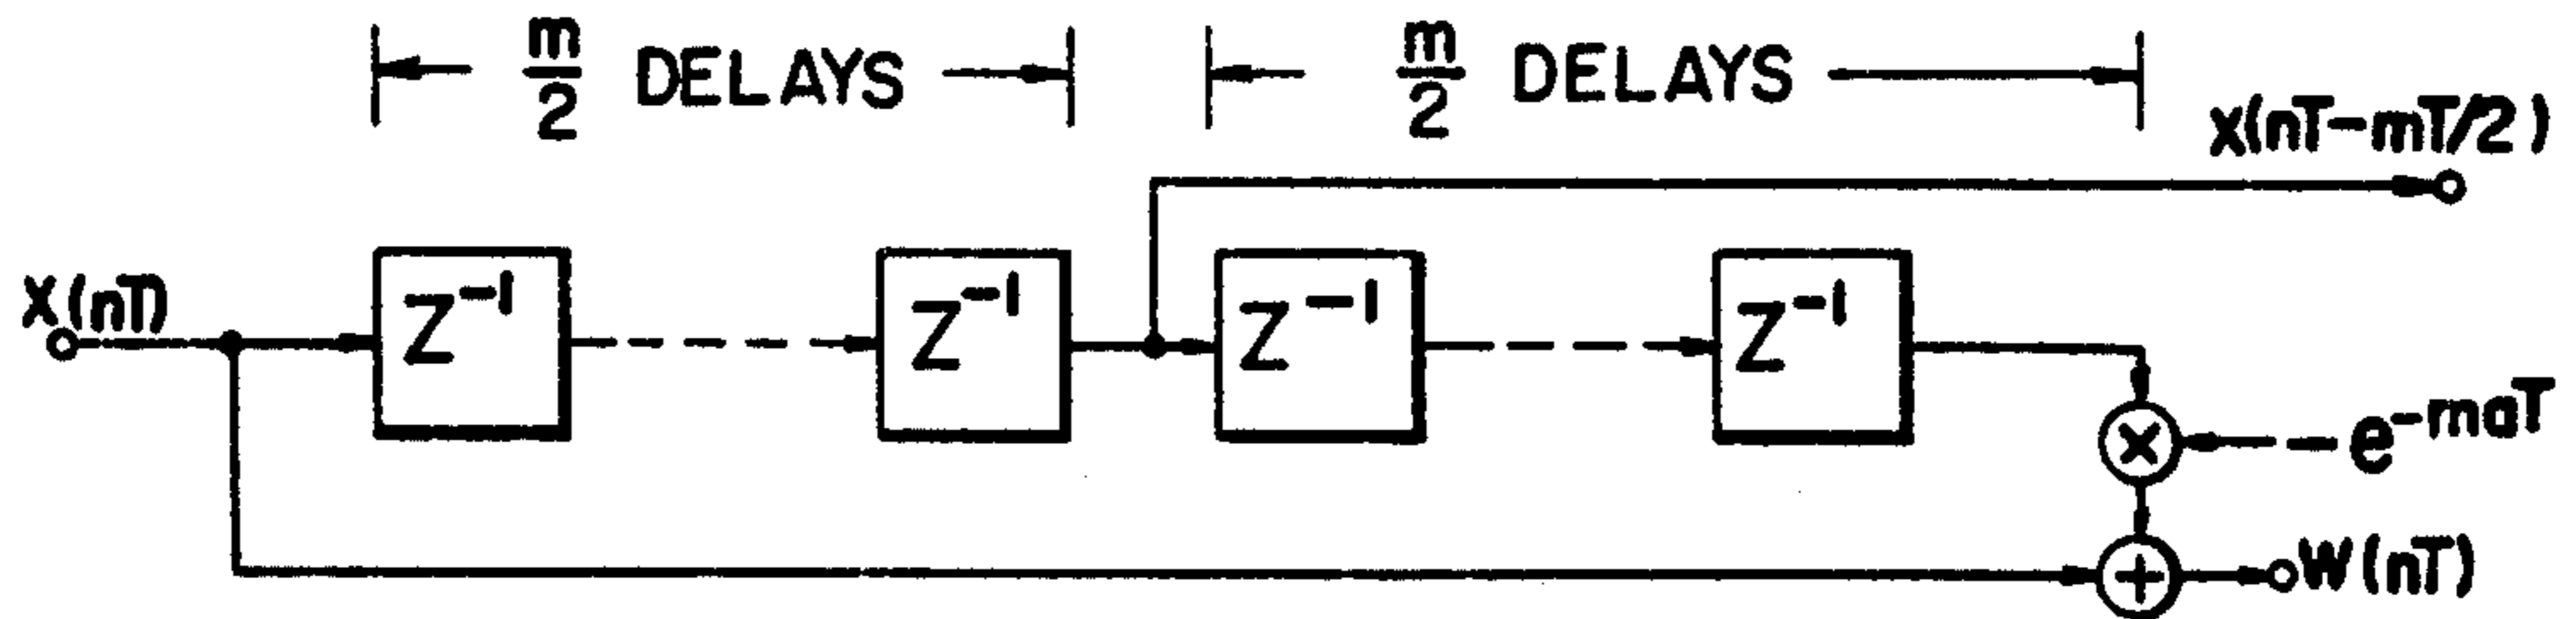 m/2 DELAYS
m/2 DELAYS
X(nT-mT/2)
X(nT)
Z⁻¹
Z⁻¹
Z⁻¹
Z⁻¹
×
-e^-maT
+
W(nT)